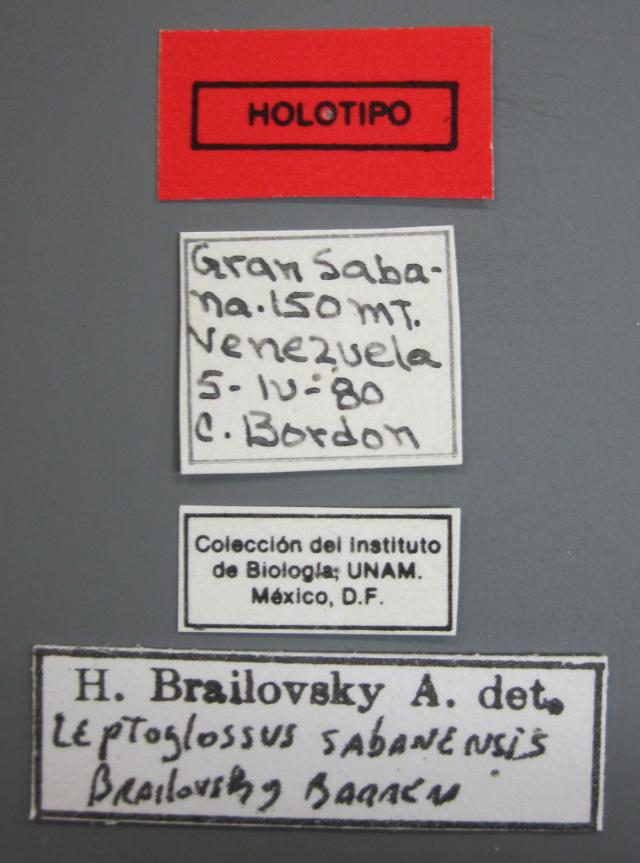 HOLOTIPO
Gran Saba-
na. 150 mT.
Venezuela
5-IV-80
C. Bordon
Colección del Instituto
de Biología, UNAM.
México, D.F.
H. Brailovsky A. det.
Leptoglossus sabanensis
Brailovsky y Barrera